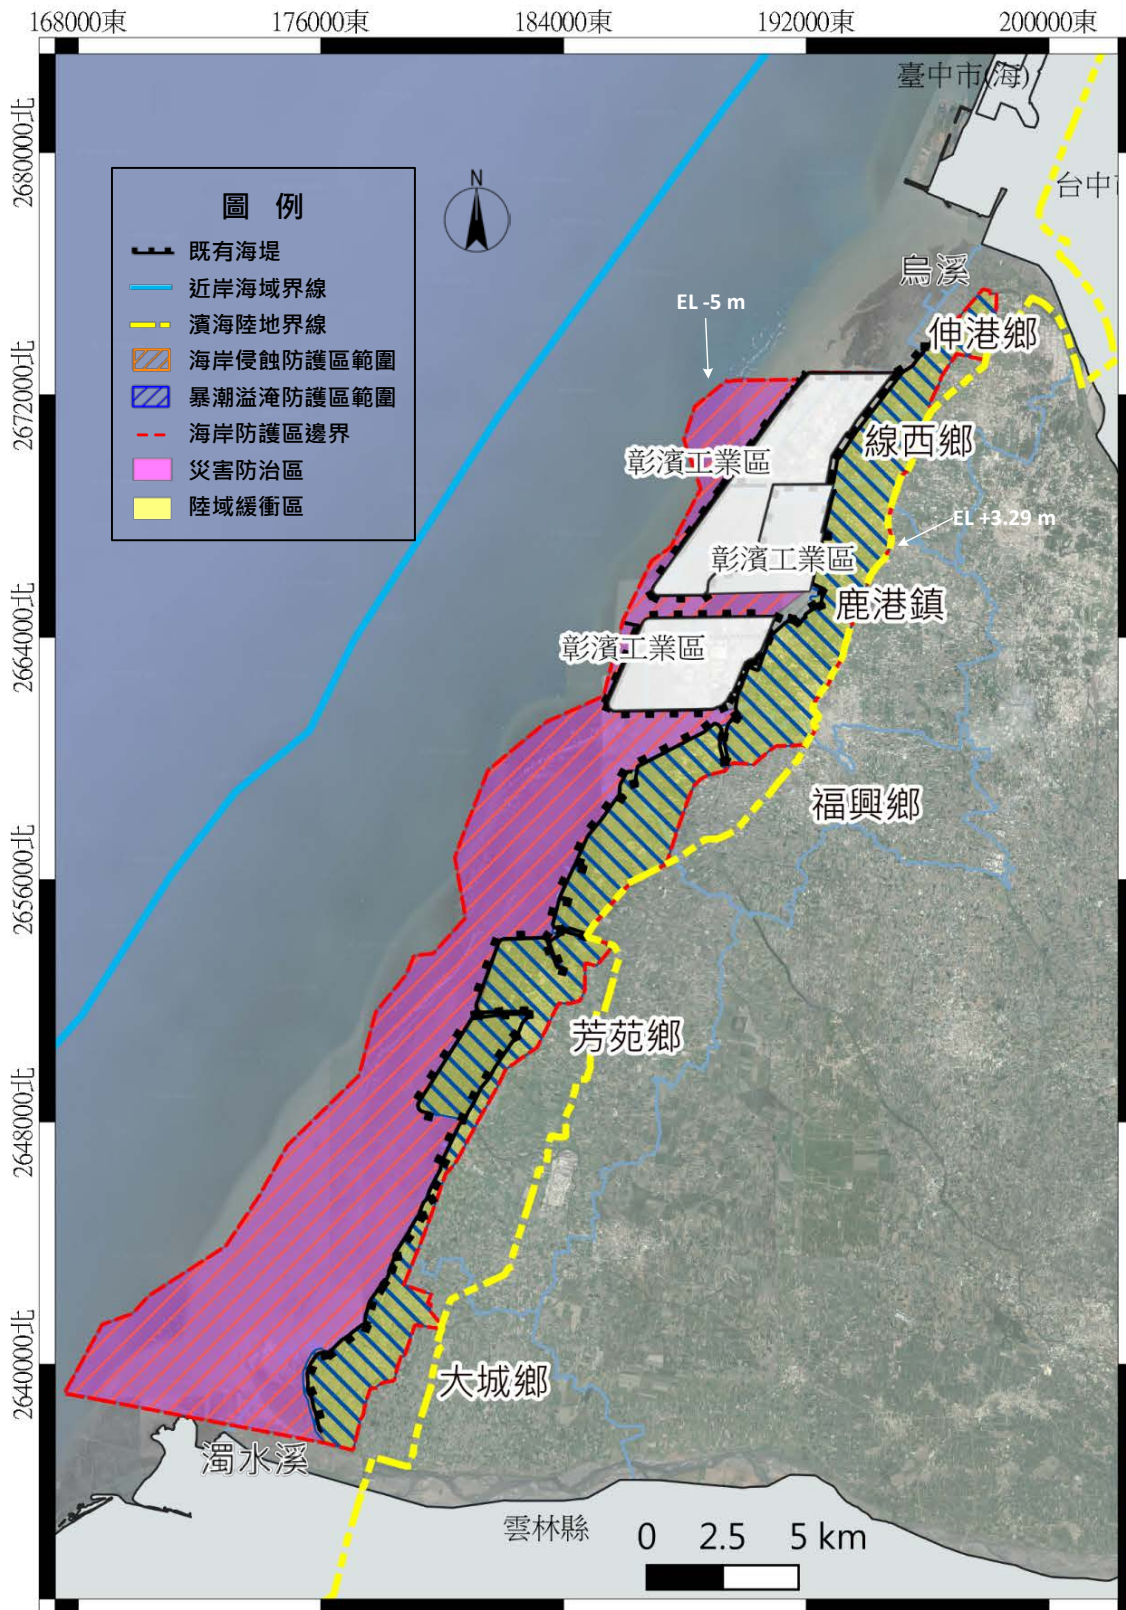 168000東
176000東
184000東
192000東
200000東
臺中市(海)
2680000北
台中市
圖 例
N
既有海堤
烏溪
近岸海域界線
EL -5 m
濱海陸地界線
伸港鄉
海岸侵蝕防護區範圍
暴潮溢淹防護區範圍
2672000北
海岸防護區邊界
線西鄉
災害防治區
彰濱工業區
陸域緩衝區
EL +3.29 m
彰濱工業區
鹿港鎮
2664000北
彰濱工業區
福興鄉
2656000北
芳苑鄉
2648000北
2640000北
大城鄉
濁水溪
雲林縣
0 2.5 5 km